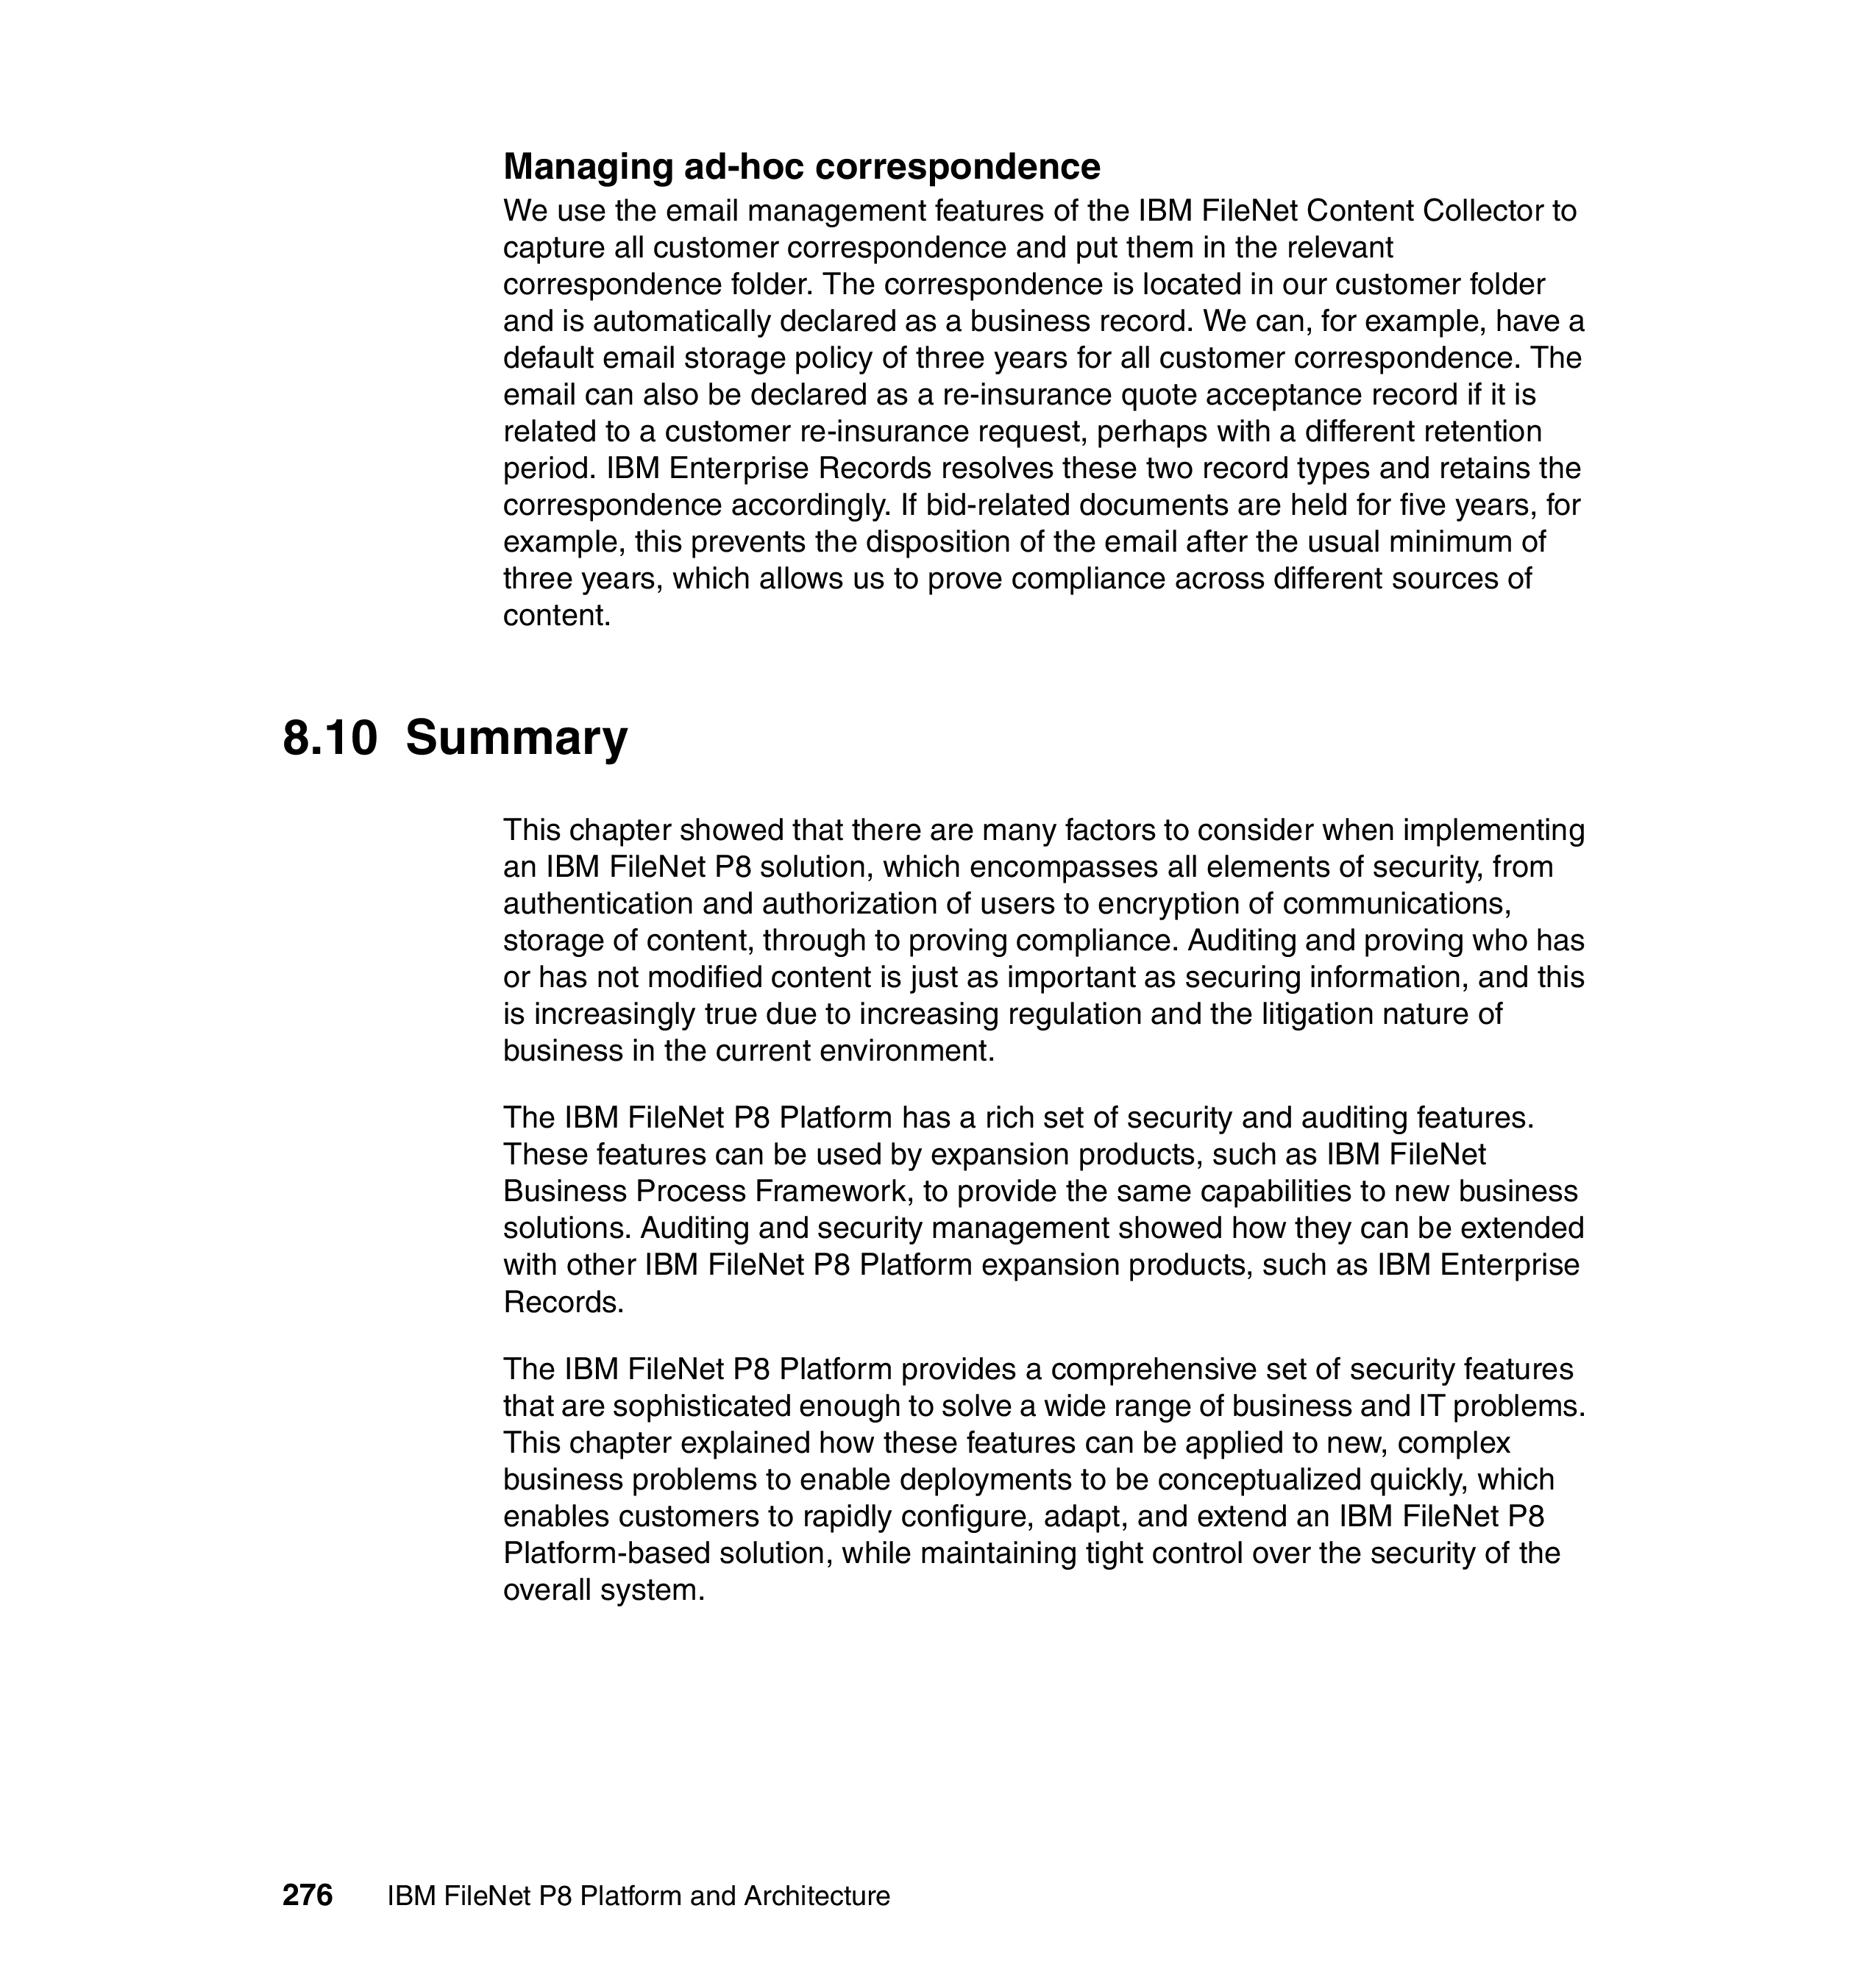 Managing ad-hoc correspondence
We use the email management features of the IBM FileNet Content Collector to
capture all customer correspondence and put them in the relevant
correspondence folder. The correspondence is located in our customer folder
and is automatically declared as a business record. We can, for example, have a
default email storage policy of three years for all customer correspondence. The
email can also be declared as a re-insurance quote acceptance record if it is
related to a customer re-insurance request, perhaps with a different retention
period. IBM Enterprise Records resolves these two record types and retains the
correspondence accordingly. If bid-related documents are held for five years, for
example, this prevents the disposition of the email after the usual minimum of
three years, which allows us to prove compliance across different sources of
content.
8.10 Summary
This chapter showed that there are many factors to consider when implementing
an IBM FileNet P8 solution, which encompasses all elements of security, from
authentication and authorization of users to encryption of communications,
storage of content, through to proving compliance. Auditing and proving who has
or has not modified content is just as important as securing information, and this
is increasingly true due to increasing regulation and the litigation nature of
business in the current environment.
The IBM FileNet P8 Platform has a rich set of security and auditing features.
These features can be used by expansion products, such as IBM FileNet
Business Process Framework, to provide the same capabilities to new business
solutions. Auditing and security management showed how they can be extended
with other IBM FileNet P8 Platform expansion products, such as IBM Enterprise
Records.
The IBM FileNet P8 Platform provides a comprehensive set of security features
that are sophisticated enough to solve a wide range of business and IT problems.
This chapter explained how these features can be applied to new, complex
business problems to enable deployments to be conceptualized quickly, which
enables customers to rapidly configure, adapt, and extend an IBM FileNet P8
Platform-based solution, while maintaining tight control over the security of the
overall system.
276 IBM FileNet P8 Platform and Architecture